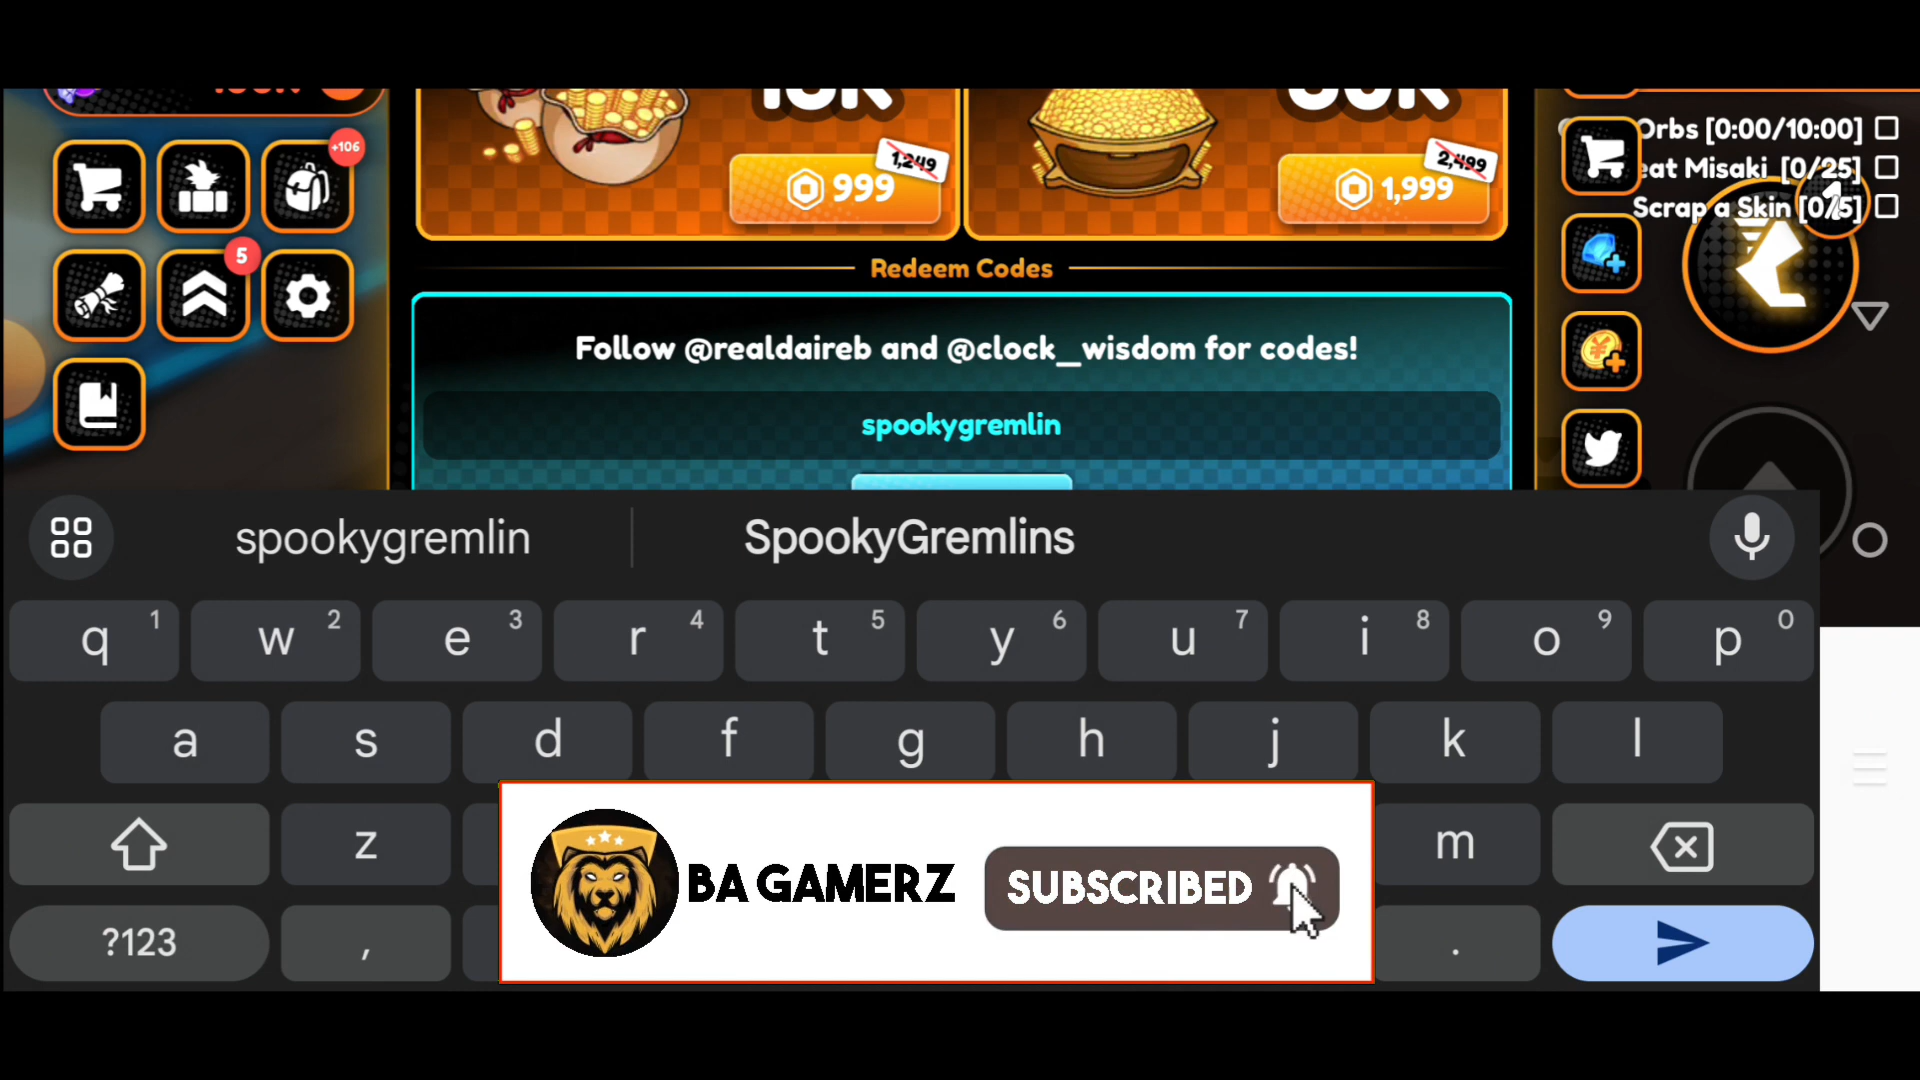 +106
5
1,249
999
2,499
1,999
Orbs [0:00/10:00]
eat Misaki [0/25]
Scrap a Skin [0/5]
1
Redeem Codes
Follow @realdaireb and @clock_wisdom for codes!
spookygremlin
spookygremlin
SpookyGremlins
q 1 w 2 e 3 r 4 t 5 y 6 u 7 i 8 o 9 p 0
a s d f g h j k l
z m
?123 , .
BA GAMERZ
SUBSCRIBED